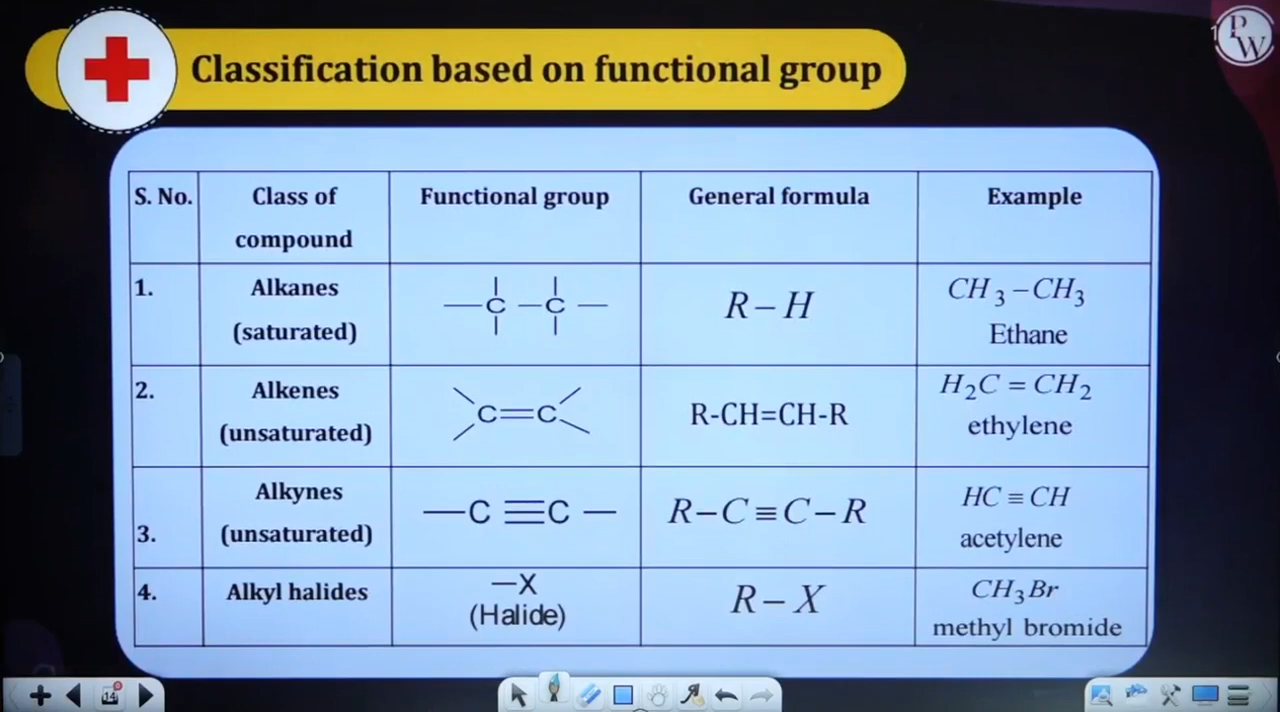 Classification based on functional group
PW
S. No. Class of compound Functional group General formula Example
1. Alkanes (saturated) —C—C— R – H CH₃ – CH₃ Ethane
2. Alkenes (unsaturated) C=C R-CH=CH-R H₂C = CH₂ ethylene
3. Alkynes (unsaturated) —C≡C— R–C≡C–R HC ≡ CH acetylene
4. Alkyl halides —X (Halide) R – X CH₃Br methyl bromide
14